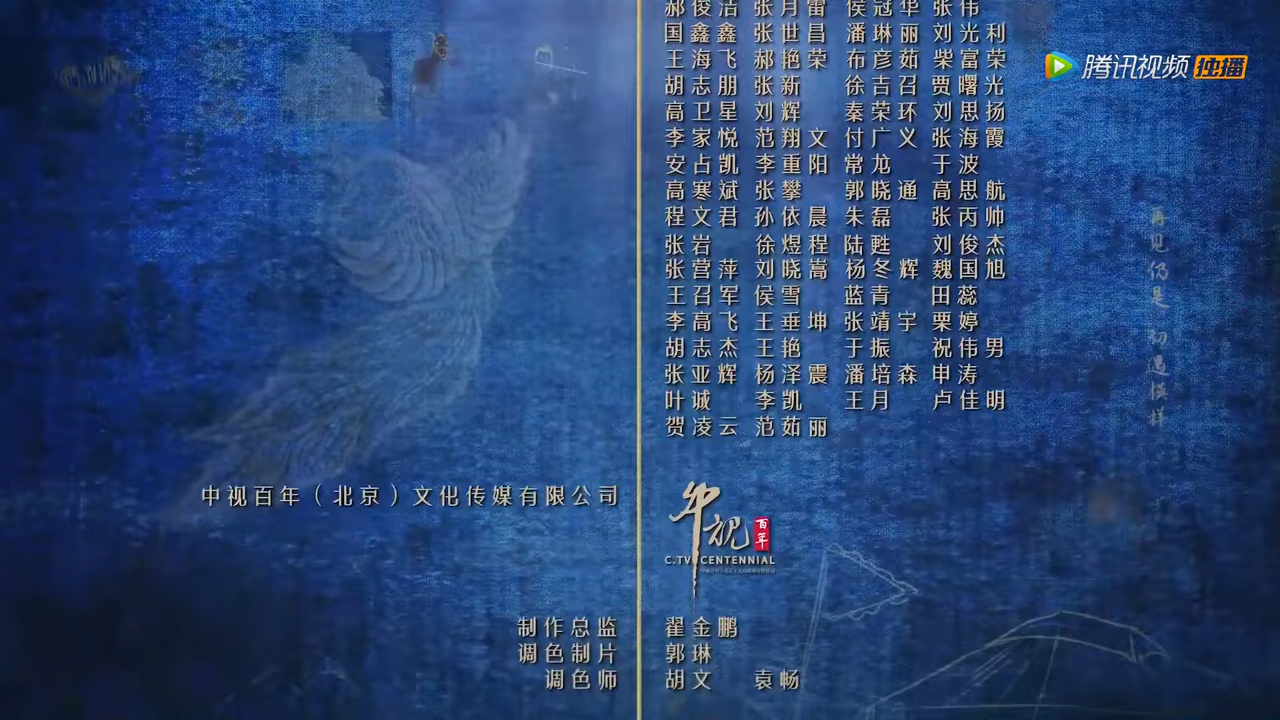 郝俊洁 张月雷 侯冠华 张伟
国鑫鑫 张世昌 潘琳丽 刘光利
王海飞 郝艳荣 布彦茹 柴富荣
胡志朋 张新 徐吉召 贾曙光
高卫星 刘辉 秦荣环 刘思扬
李家悦 范翔文 付广义 张海霞
安占凯 李重阳 常龙 于波
高寒斌 张攀 郭晓通 高思航
程文君 孙依晨 朱磊 张丙帅
张岩 徐煜程 陆甦 刘俊杰
张营萍 刘晓嵩 杨冬辉 魏国旭
王召军 侯雪 蓝青 田蕊
李高飞 王垂坤 张靖宇 栗婷
胡志杰 王艳 于振 祝伟男
张亚辉 杨泽震 潘培森 申涛
叶诚 李凯 王月 卢佳明
贺凌云 范茹丽
腾讯视频 独播
再见仍是 初遇模样
中视百年（北京）文化传媒有限公司
中视 百年
C.TV CENTENNIAL
制作总监 翟金鹏
调色制片 郭琳
调色师 胡文 袁畅